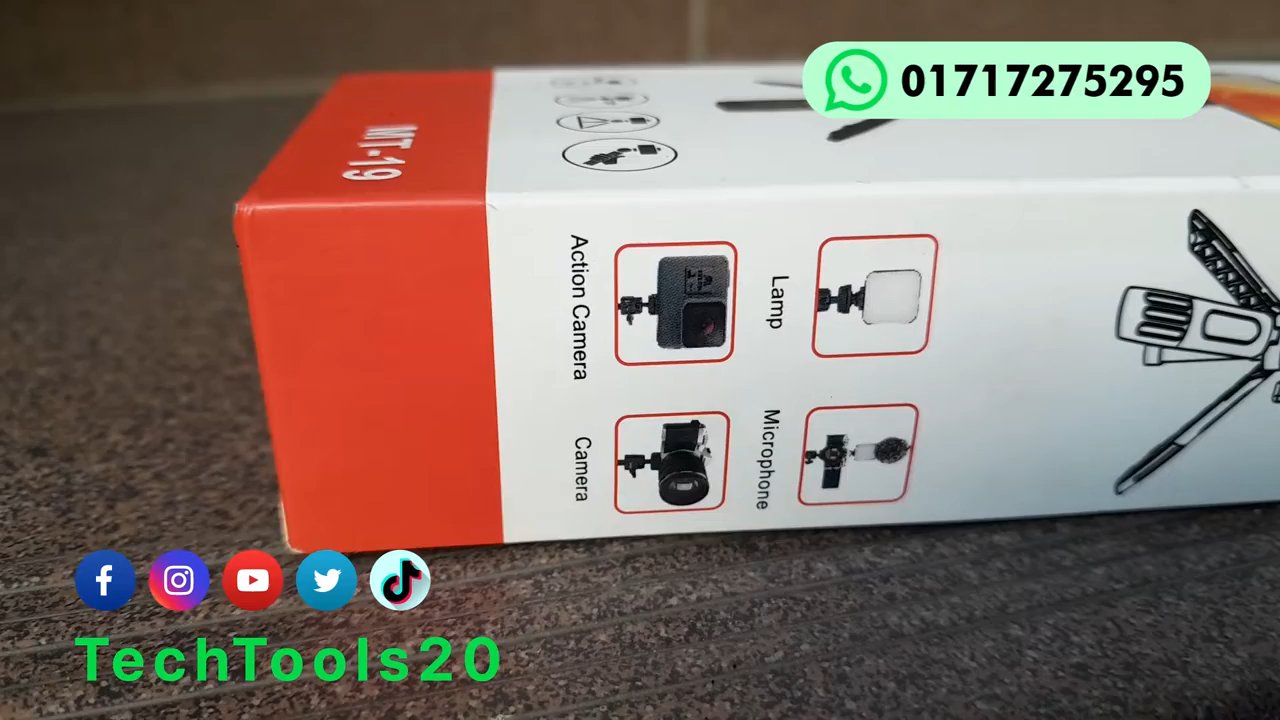 01717275295
MT-19
Action Camera
Lamp
Camera
Microphone
TechTools20